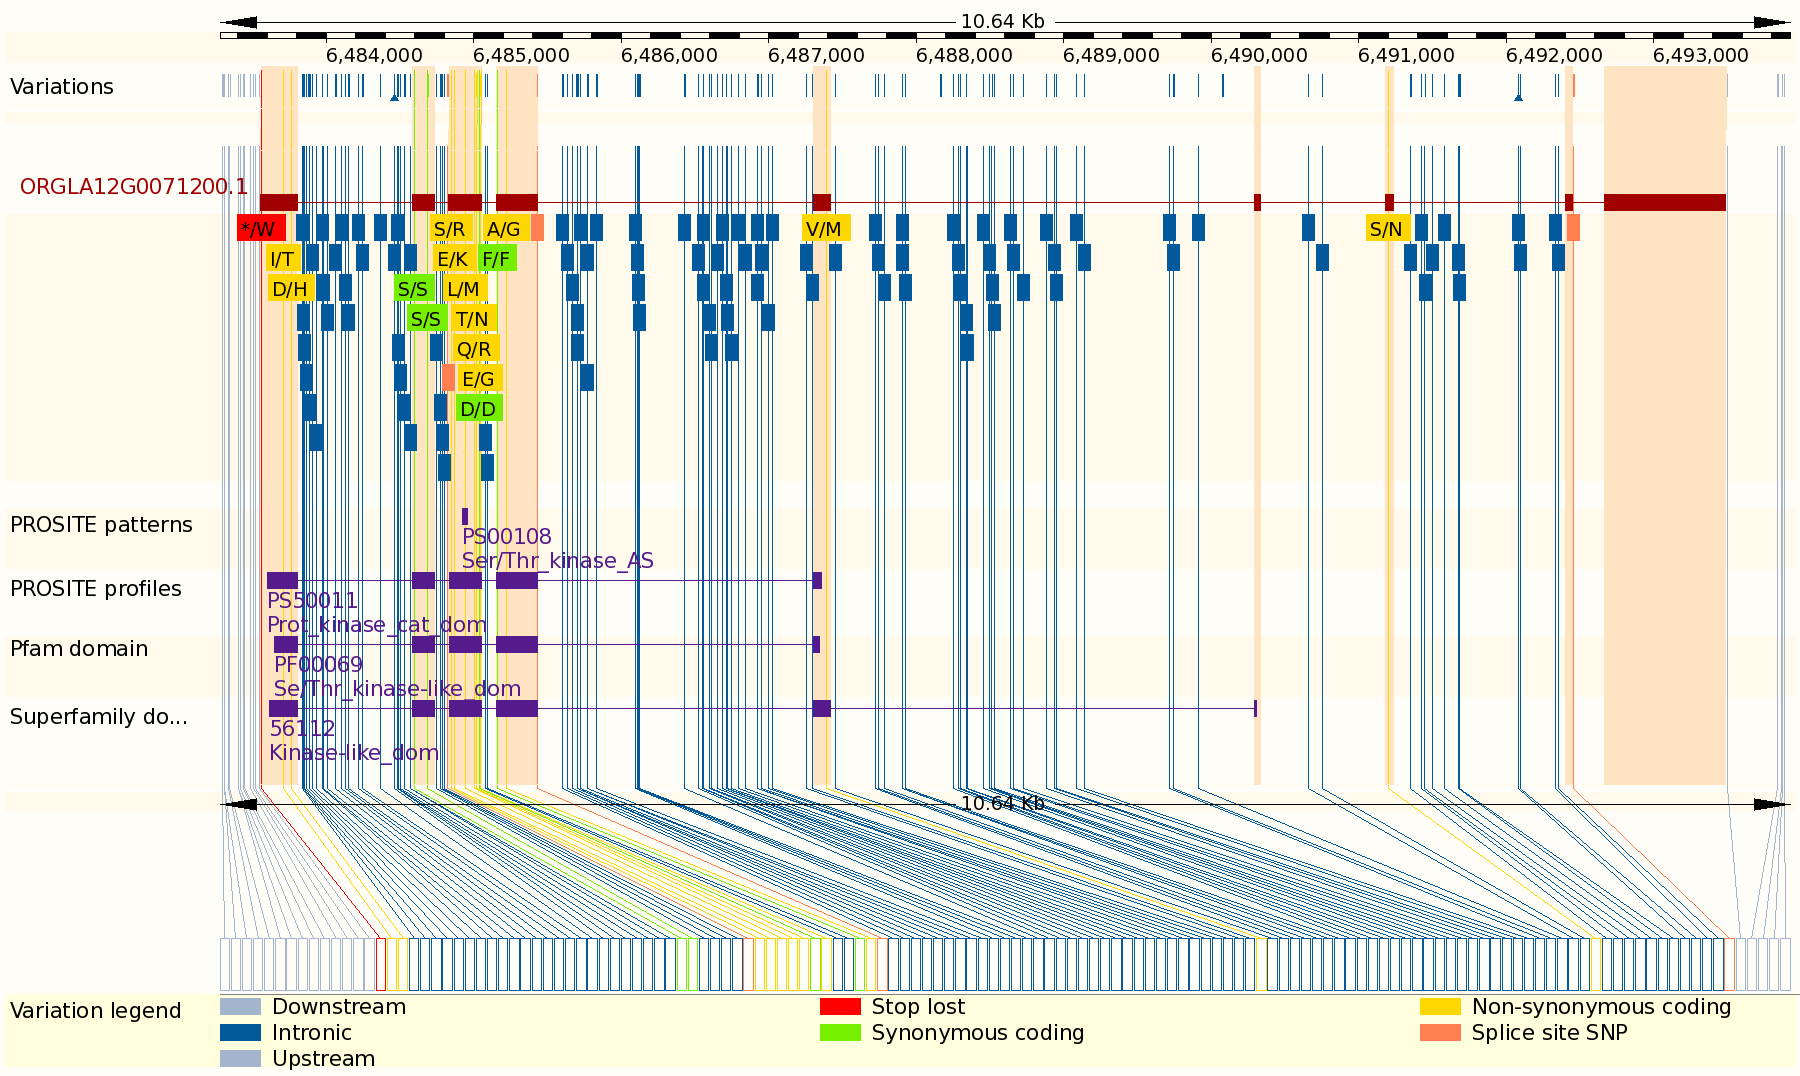 10.64 Kb
6,484,000 6,485,000 6,486,000 6,487,000 6,488,000 6,489,000 6,490,000 6,491,000 6,492,000 6,493,000
Variations
ORGLA12G0071200.1
*/W S/R A/G V/M S/N
I/T E/K F/F
D/H S/S L/M
S/S T/N
Q/R
E/G
D/D
PROSITE patterns
PS00108
Ser/Thr_kinase_AS
PROSITE profiles
PS50011
Prot_kinase_cat_dom
Pfam domain
PF00069
Se/Thr_kinase-like_dom
Superfamily do...
56112
Kinase-like_dom
10.64 Kb
Variation legend
Downstream Stop lost Non-synonymous coding
Intronic Synonymous coding Splice site SNP
Upstream